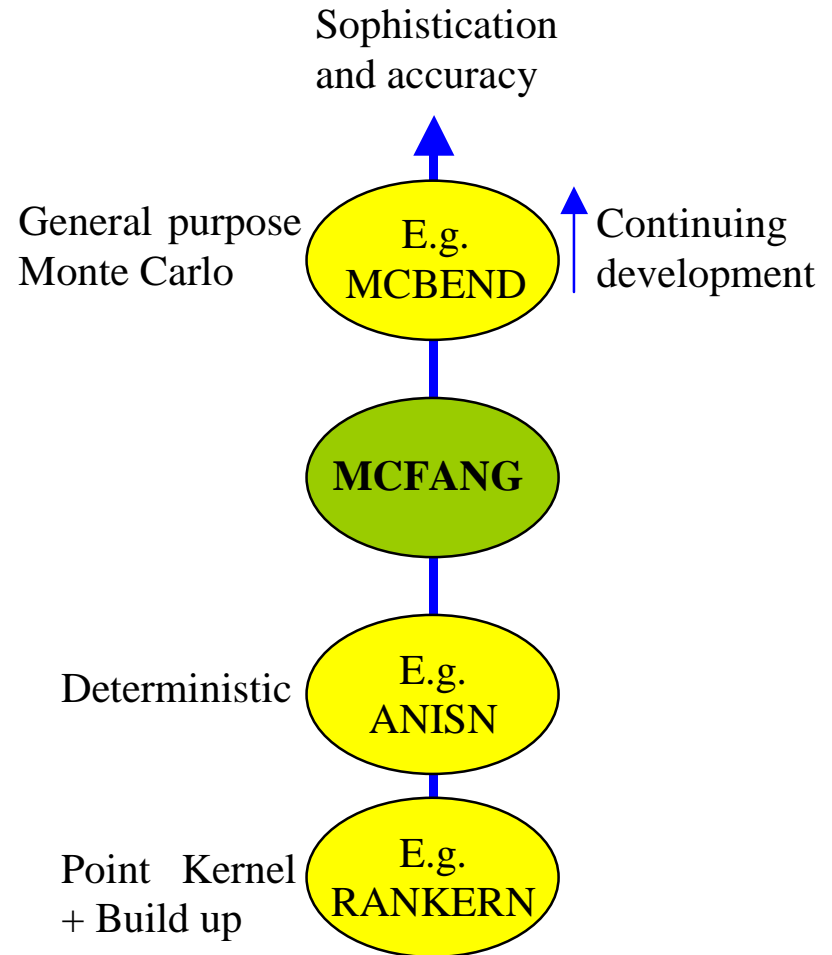 Sophistication
and accuracy
General purpose
Monte Carlo
E.g.
MCBEND
Continuing
development
MCFANG
Deterministic
E.g.
ANISN
Point Kernel
+ Build up
E.g.
RANKERN